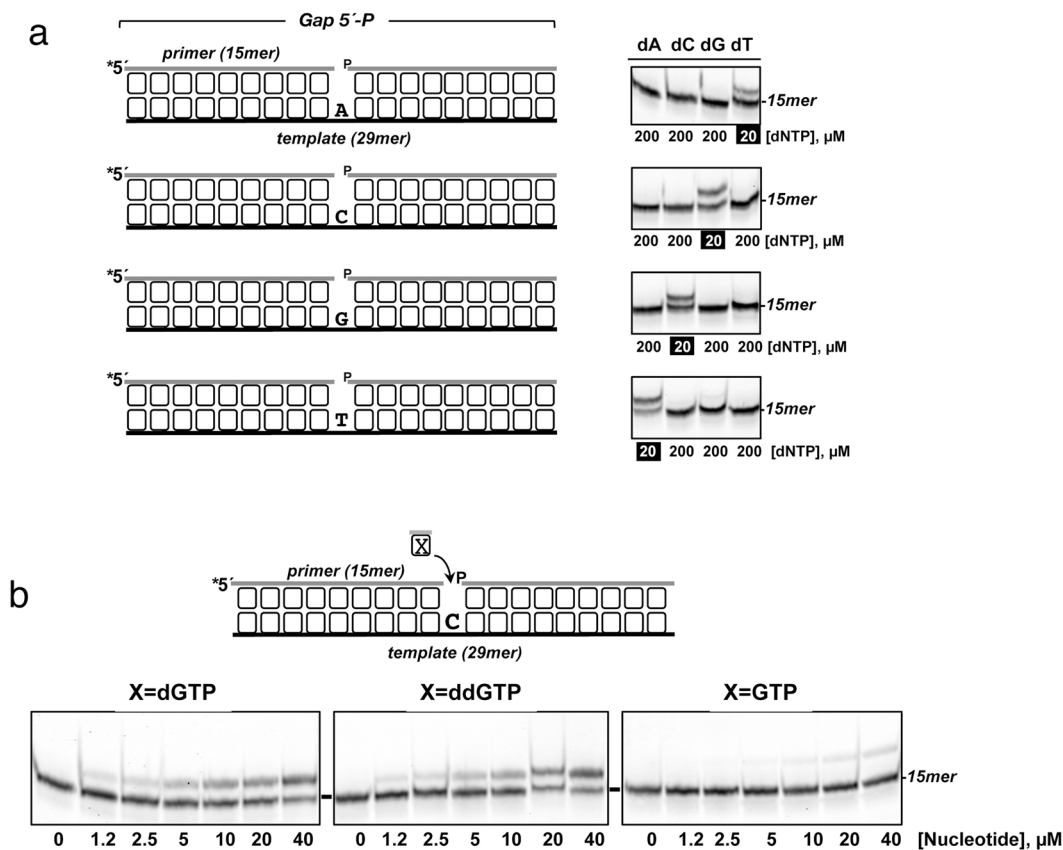 a
Gap 5´-P
primer (15mer)
*5´
P
A
template (29mer)
dA dC dG dT
-15mer
200 200 200 20 [dNTP], µM
*5´
P
C
-15mer
200 200 20 200 [dNTP], µM
*5´
P
G
-15mer
200 20 200 200 [dNTP], µM
*5´
P
T
-15mer
20 200 200 200 [dNTP], µM
b
X
*5´
primer (15mer)
P
C
template (29mer)
X=dGTP X=ddGTP X=GTP
-15mer
0 1.2 2.5 5 10 20 40 0 1.2 2.5 5 10 20 40 0 1.2 2.5 5 10 20 40 [Nucleotide], µM